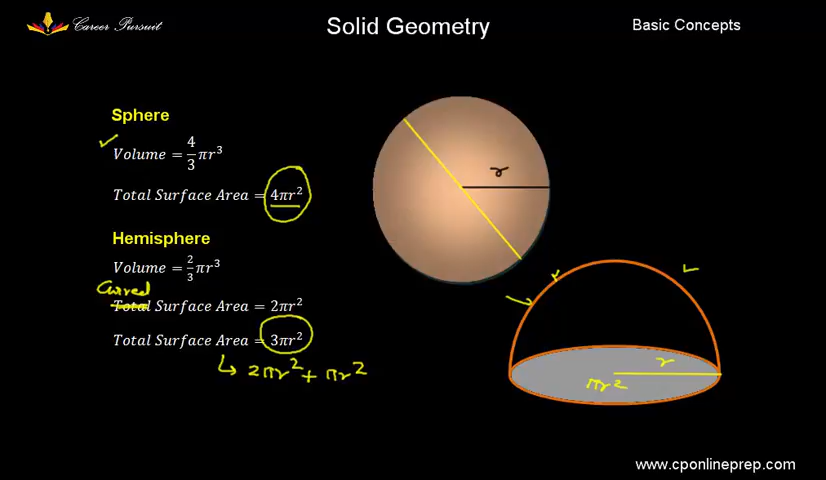 Career Pursuit
Solid Geometry
Basic Concepts
Sphere
Volume = 4/3 πr³
Total Surface Area = 4πr²
Hemisphere
Volume = 2/3 πr³
Curved
Total Surface Area = 2πr²
Total Surface Area = 3πr²
↳ 2πr² + πr²
r
r
πr²
www.cponlineprep.com